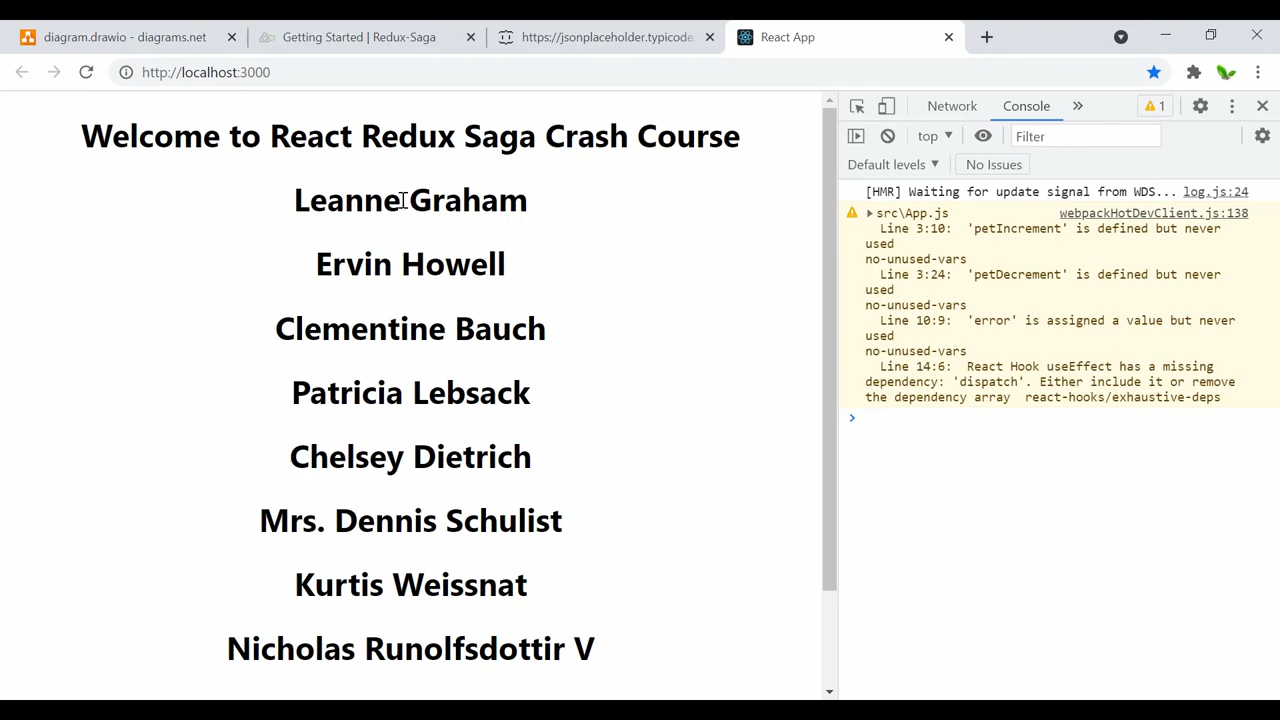 diagram.drawio - diagrams.net
Getting Started | Redux-Saga
https://jsonplaceholder.typicode.
React App
http://localhost:3000
Welcome to React Redux Saga Crash Course
Leanne Graham
Ervin Howell
Clementine Bauch
Patricia Lebsack
Chelsey Dietrich
Mrs. Dennis Schulist
Kurtis Weissnat
Nicholas Runolfsdottir V
Network Console » 1
top Filter
Default levels No Issues
[HMR] Waiting for update signal from WDS... log.js:24
src\App.js webpackHotDevClient.js:138
Line 3:10: 'petIncrement' is defined but never
used
no-unused-vars
Line 3:24: 'petDecrement' is defined but never
used
no-unused-vars
Line 10:9: 'error' is assigned a value but never
used
no-unused-vars
Line 14:6: React Hook useEffect has a missing
dependency: 'dispatch'. Either include it or remove
the dependency array react-hooks/exhaustive-deps